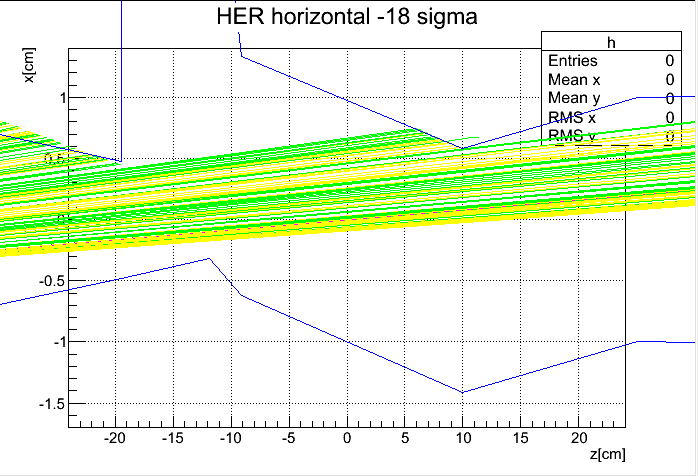 HER horizontal -18 sigma
x[cm]
h
Entries 0
Mean x 0
Mean y 0
RMS x 0
RMS y 0
1
0.5
0
-0.5
-1
-1.5
-20 -15 -10 -5 0 5 10 15 20
z[cm]